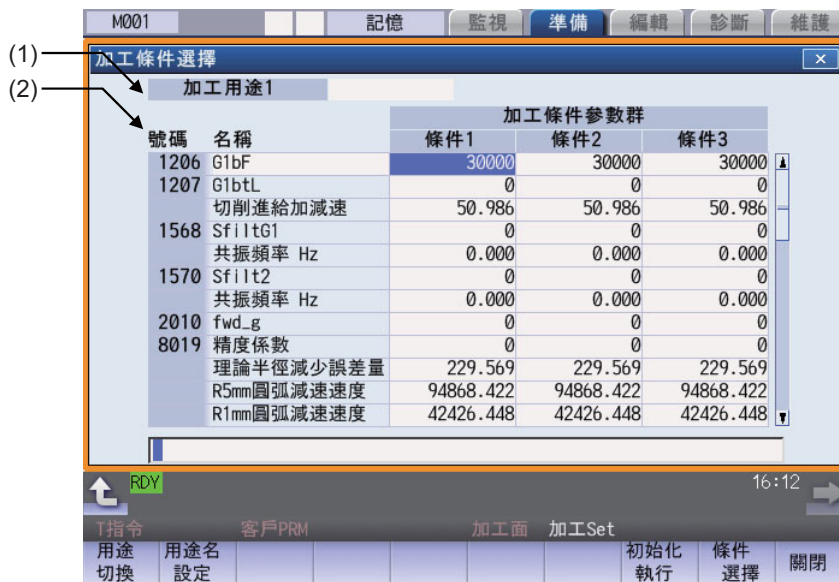 M001 記憶 監視 準備 編輯 診斷 維護
(1)
加工條件選擇
(2)
加工用途1
加工條件參數群
號碼 名稱 條件1 條件2 條件3
1206 G1bF 30000 30000 30000
1207 G1btL 0 0 0
切削進給加減速 50.986 50.986 50.986
1568 SfiltG1 0 0 0
共振頻率 Hz 0.000 0.000 0.000
1570 Sfilt2 0 0 0
共振頻率 Hz 0.000 0.000 0.000
2010 fwd_g 0 0 0
8019 精度係數 0 0 0
理論半徑減少誤差量 229.569 229.569 229.569
R5mm圓弧減速速度 94868.422 94868.422 94868.422
R1mm圓弧減速速度 42426.448 42426.448 42426.448
RDY 16:12
T指令 客戶PRM 加工面 加工Set
用途 用途名 初始化 條件 關閉
切換 設定 執行 選擇